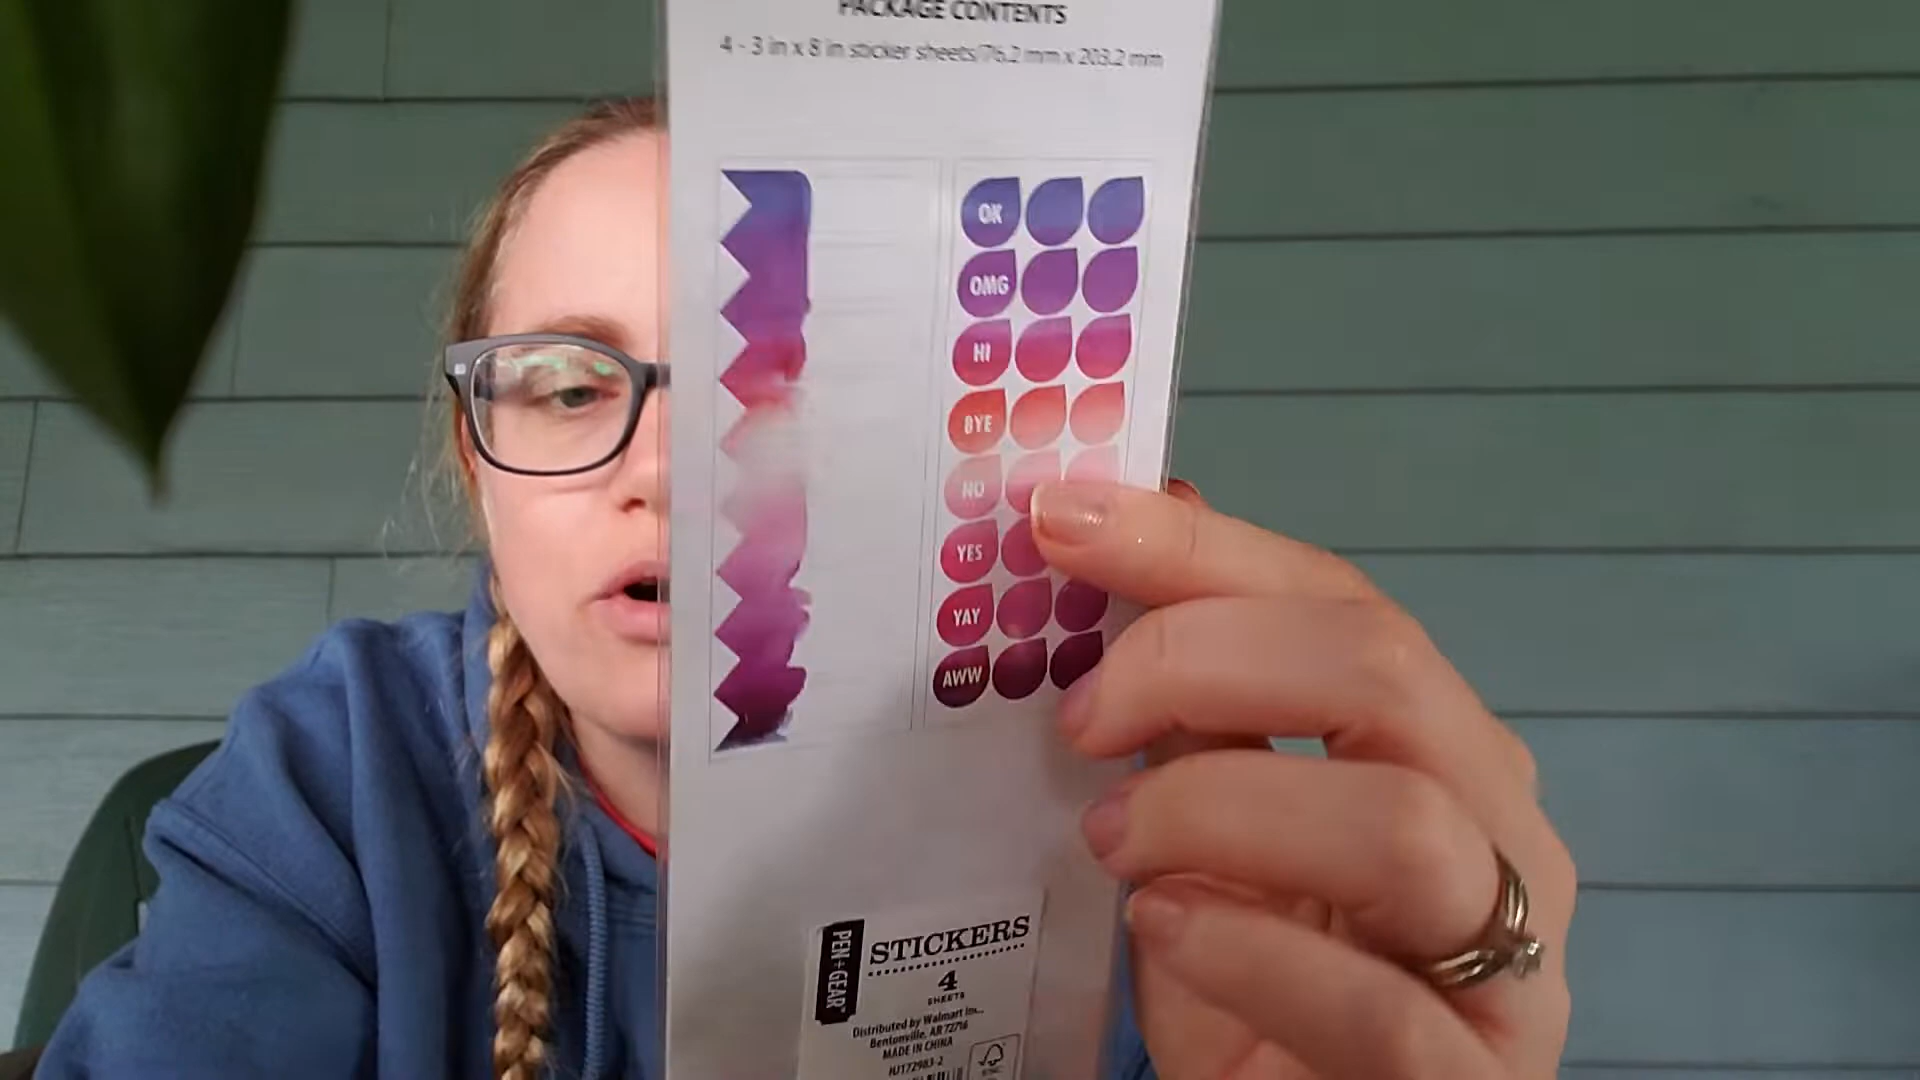 PACKAGE CONTENTS
4 - 3 in x 8 in sticker sheets/76.2 mm x 203.2 mm
OK
OMG
HI
BYE
NO
YES
YAY
AWW
PEN+GEAR
STICKERS
4
SHEETS
Distributed by Walmart Inc.,
Bentonville, AR 72716
MADE IN CHINA
HJ172983-2